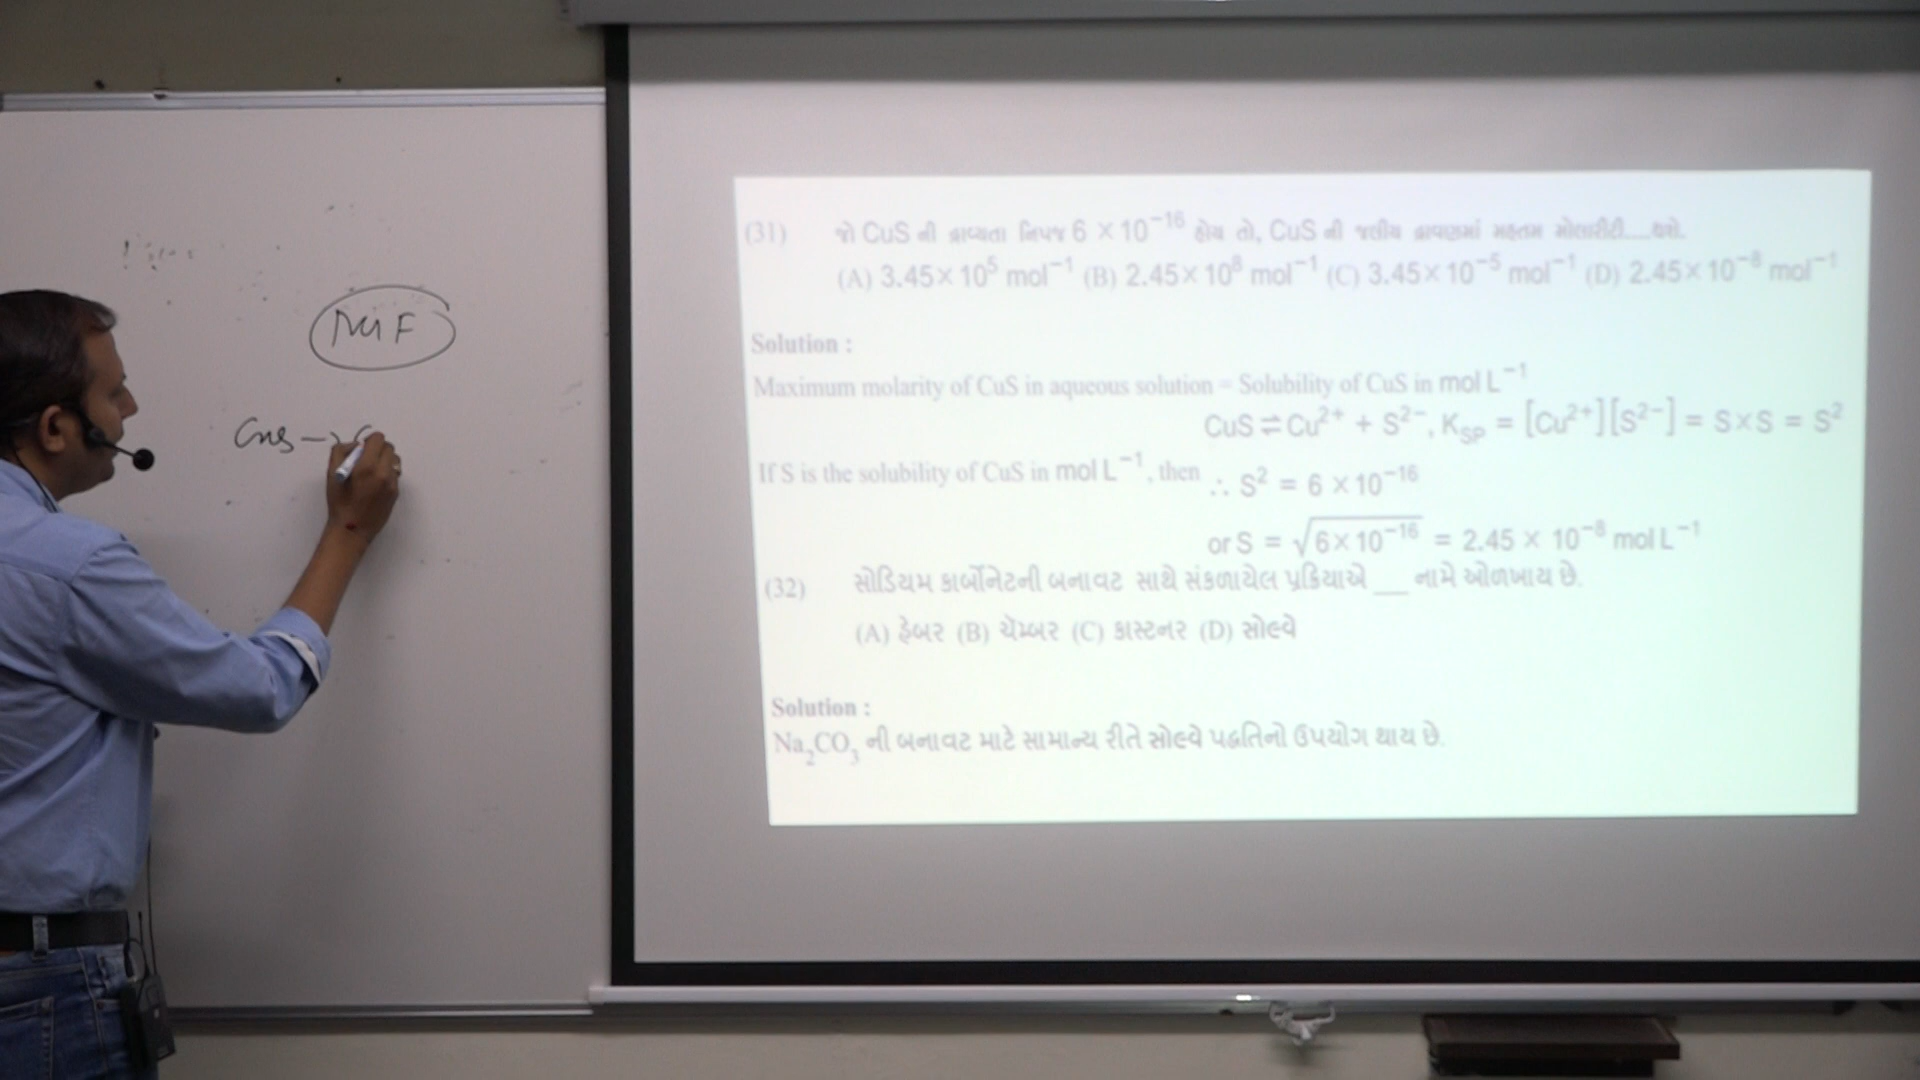 NMF
CuS →
(31) જો CuS ની દ્રાવ્યતા નિપજ 6 × 10⁻¹⁶ હોય તો, CuS ની જલીય દ્રાવણમાં મહતમ મોલારીટી.....થશે.
(A) 3.45×10⁵ mol⁻¹ (B) 2.45×10⁸ mol⁻¹ (C) 3.45×10⁻⁵ mol⁻¹ (D) 2.45×10⁻⁸ mol⁻¹
Solution :
Maximum molarity of CuS in aqueous solution = Solubility of CuS in mol L⁻¹
CuS ⇌ Cu²⁺ + S²⁻, K_SP = [Cu²⁺][S²⁻] = S×S = S²
If S is the solubility of CuS in mol L⁻¹, then ∴ S² = 6 ×10⁻¹⁶
or S = √6×10⁻¹⁶ = 2.45 × 10⁻⁸ mol L⁻¹
(32) સોડિયમ કાર્બોનેટની બનાવટ સાથે સંકળાયેલ પ્રક્રિયાએ ___ નામે ઓળખાય છે.
(A) હેબર (B) ચેમ્બર (C) કાસ્ટનર (D) સોલ્વે
Solution :
Na₂CO₃ ની બનાવટ માટે સામાન્ય રીતે સોલ્વે પદ્ધતિનો ઉપયોગ થાય છે.